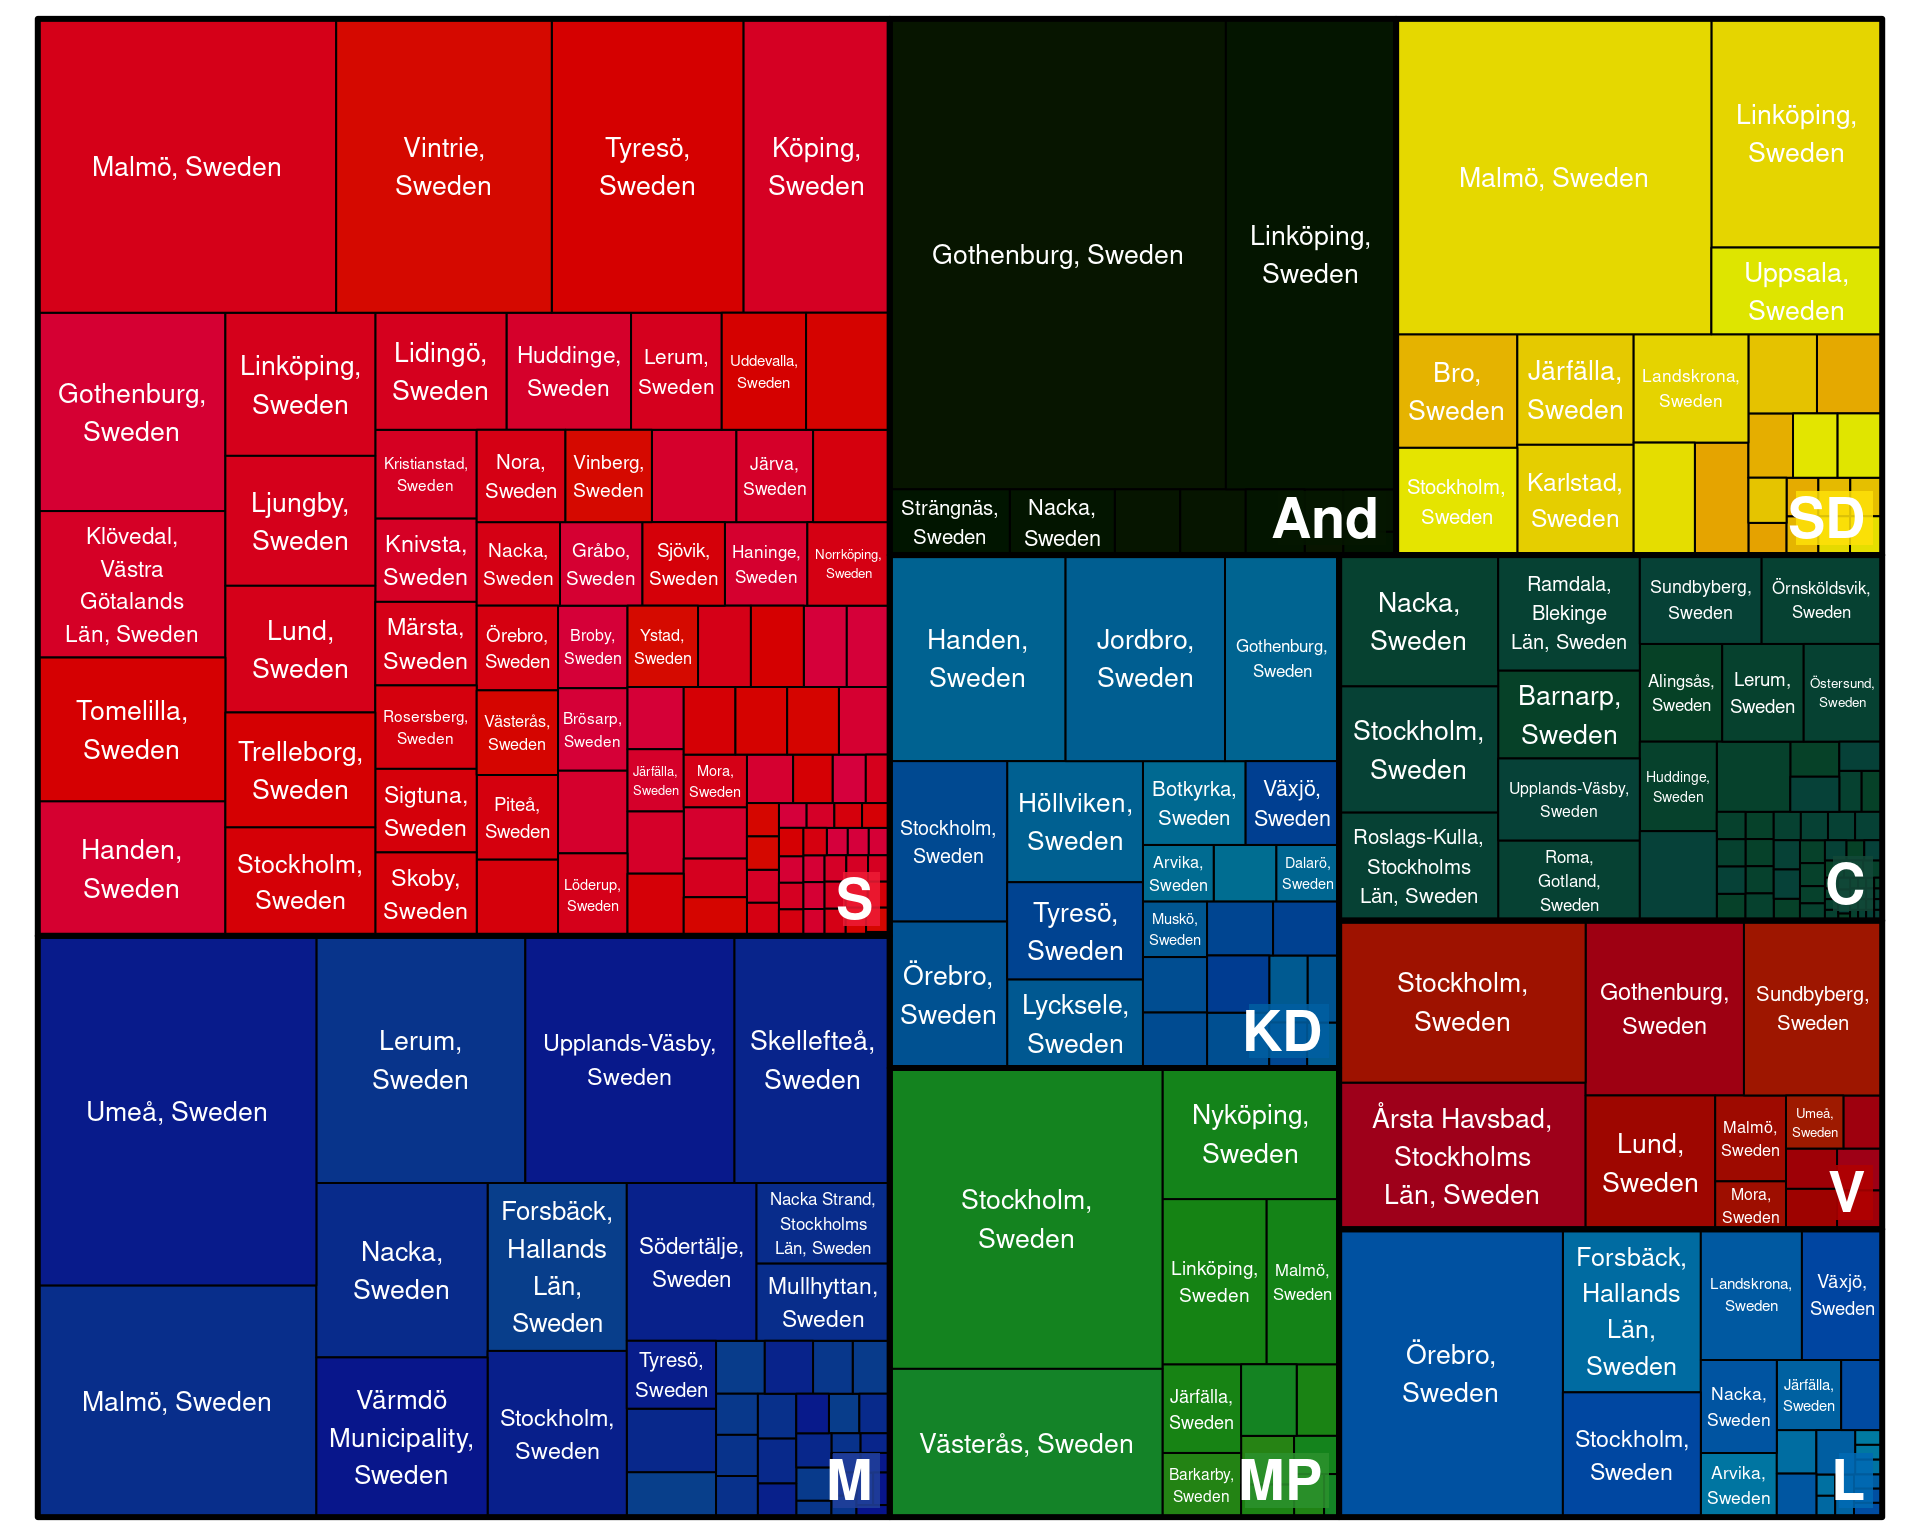 Malmö, Sweden
Vintrie,
Sweden
Tyresö,
Sweden
Köping,
Sweden
Gothenburg,
Sweden
Klövedal,
Västra
Götalands
Län, Sweden
Tomelilla,
Sweden
Handen,
Sweden
Linköping,
Sweden
Ljungby,
Sweden
Lund,
Sweden
Trelleborg,
Sweden
Stockholm,
Sweden
Lidingö,
Sweden
Huddinge,
Sweden
Lerum,
Sweden
Uddevalla,
Sweden
Kristianstad,
Sweden
Nora,
Sweden
Vinberg,
Sweden
Järva,
Sweden
Knivsta,
Sweden
Nacka,
Sweden
Gråbo,
Sweden
Sjövik,
Sweden
Haninge,
Sweden
Norrköping,
Sweden
Märsta,
Sweden
Örebro,
Sweden
Broby,
Sweden
Ystad,
Sweden
Rosersberg,
Sweden
Västerås,
Sweden
Brösarp,
Sweden
Järfälla,
Sweden
Mora,
Sweden
Sigtuna,
Sweden
Piteå,
Sweden
Skoby,
Sweden
Löderup,
Sweden
S
Gothenburg, Sweden
Linköping,
Sweden
Strängnäs,
Sweden
Nacka,
Sweden
And
Malmö, Sweden
Linköping,
Sweden
Uppsala,
Sweden
Bro,
Sweden
Järfälla,
Sweden
Landskrona,
Sweden
Stockholm,
Sweden
Karlstad,
Sweden
SD
Handen,
Sweden
Jordbro,
Sweden
Gothenburg,
Sweden
Stockholm,
Sweden
Höllviken,
Sweden
Botkyrka,
Sweden
Växjö,
Sweden
Arvika,
Sweden
Dalarö,
Sweden
Tyresö,
Sweden
Muskö,
Sweden
Örebro,
Sweden
Lycksele,
Sweden
KD
Nacka,
Sweden
Ramdala,
Blekinge
Län, Sweden
Sundbyberg,
Sweden
Örnsköldsvik,
Sweden
Alingsås,
Sweden
Lerum,
Sweden
Östersund,
Sweden
Stockholm,
Sweden
Barnarp,
Sweden
Upplands-Väsby,
Sweden
Huddinge,
Sweden
Roslags-Kulla,
Stockholms
Län, Sweden
Roma,
Gotland,
Sweden
C
Umeå, Sweden
Malmö, Sweden
Lerum,
Sweden
Upplands-Väsby,
Sweden
Skellefteå,
Sweden
Nacka,
Sweden
Forsbäck,
Hallands
Län,
Sweden
Södertälje,
Sweden
Nacka Strand,
Stockholms
Län, Sweden
Mullhyttan,
Sweden
Värmdö
Municipality,
Sweden
Stockholm,
Sweden
Tyresö,
Sweden
M
Stockholm,
Sweden
Nyköping,
Sweden
Linköping,
Sweden
Malmö,
Sweden
Västerås, Sweden
Järfälla,
Sweden
Barkarby,
Sweden
MP
Stockholm,
Sweden
Gothenburg,
Sweden
Sundbyberg,
Sweden
Årsta Havsbad,
Stockholms
Län, Sweden
Lund,
Sweden
Malmö,
Sweden
Umeå,
Sweden
Mora,
Sweden
V
Örebro,
Sweden
Forsbäck,
Hallands
Län,
Sweden
Landskrona,
Sweden
Växjö,
Sweden
Stockholm,
Sweden
Nacka,
Sweden
Järfälla,
Sweden
Arvika,
Sweden
L